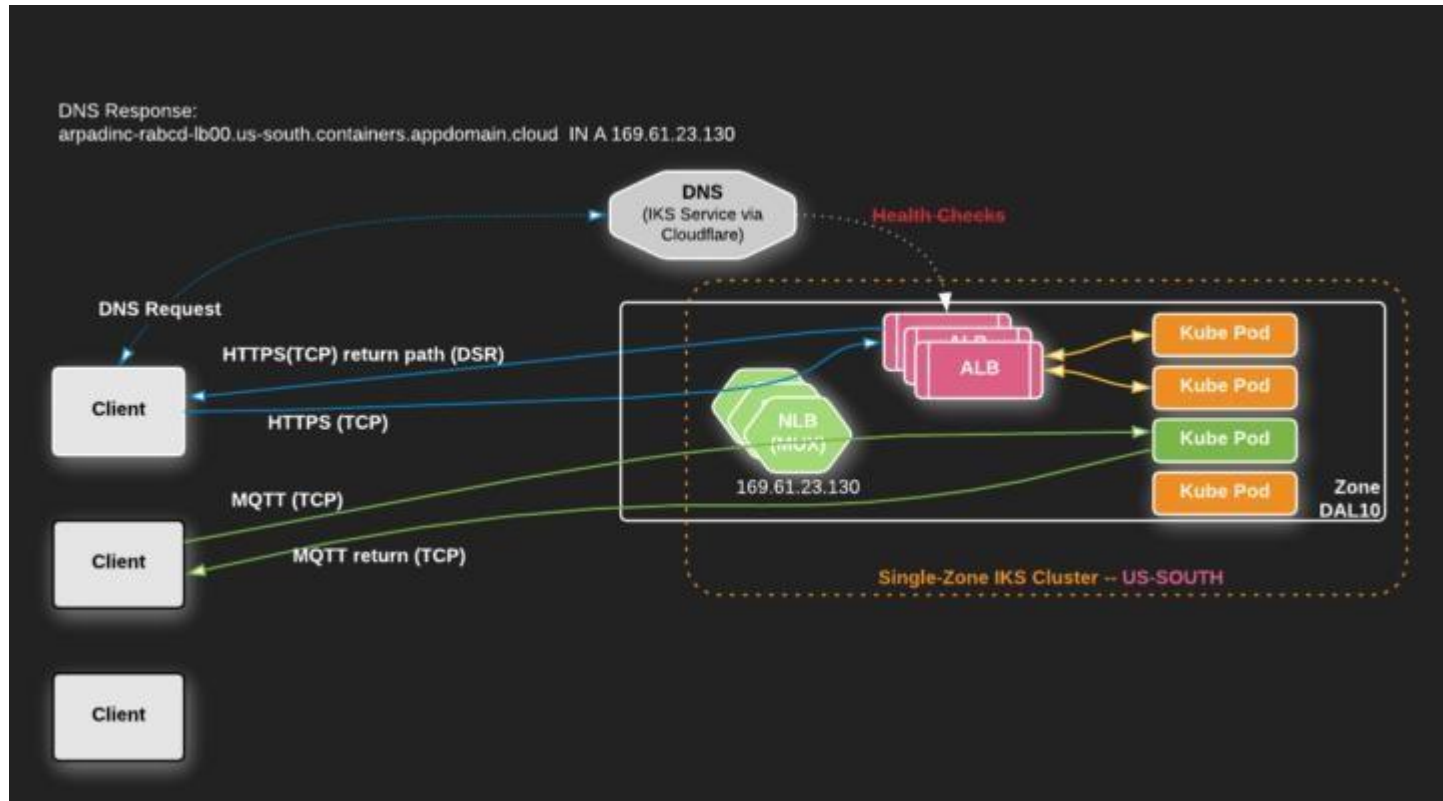 DNS Response:
arpadinc-rabcd-lb00.us-south.containers.appdomain.cloud IN A 169.61.23.130
DNS
(IKS Service via
Cloudflare)
Health Checks
DNS Request
HTTPS(TCP) return path (DSR)
Client
HTTPS (TCP)
ALB
ALB
Kube Pod
Kube Pod
Kube Pod
Kube Pod
NLB
(MUX)
169.61.23.130
Zone
DAL10
MQTT (TCP)
Client
MQTT return (TCP)
Single-Zone IKS Cluster -- US-SOUTH
Client